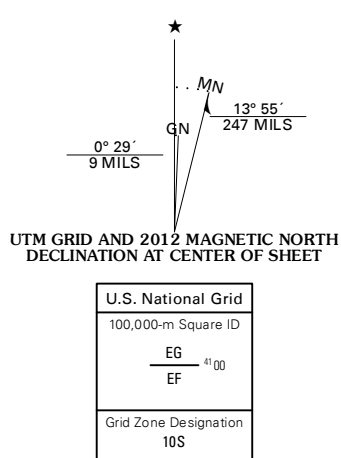 ★
MN
GN
13° 55´
247 MILS
0° 29´
9 MILS
UTM GRID AND 2012 MAGNETIC NORTH
DECLINATION AT CENTER OF SHEET
U.S. National Grid
100,000-m Square ID
EG
4100
EF
Grid Zone Designation
10S